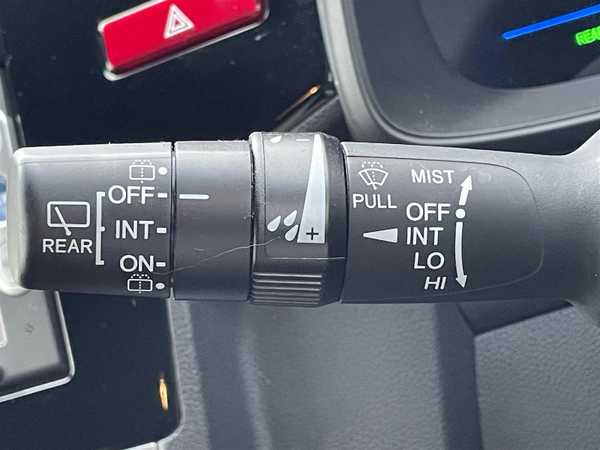 OFF
REAR
INT
ON
−
+
PULL
MIST
OFF
INT
LO
HI